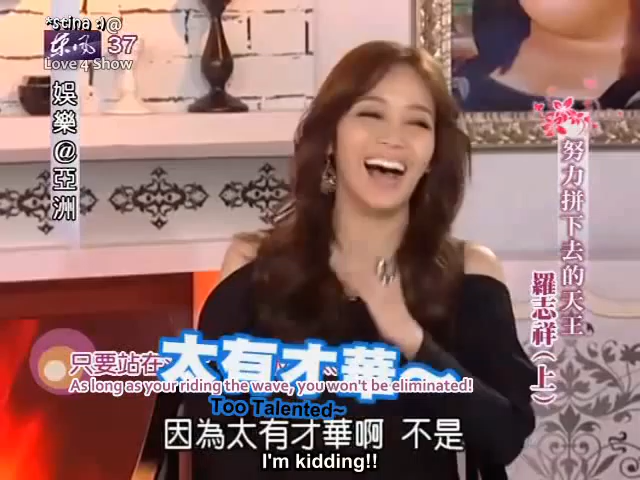 *stina :)@
東風 37
Love 4 Show
娛樂@亞洲
努力拼下去的天王
羅志祥(上)
只要站在
太有才華~
As long as your riding the wave, you won't be eliminated!
Too Talented~
因為太有才華啊 不是
I'm kidding!!